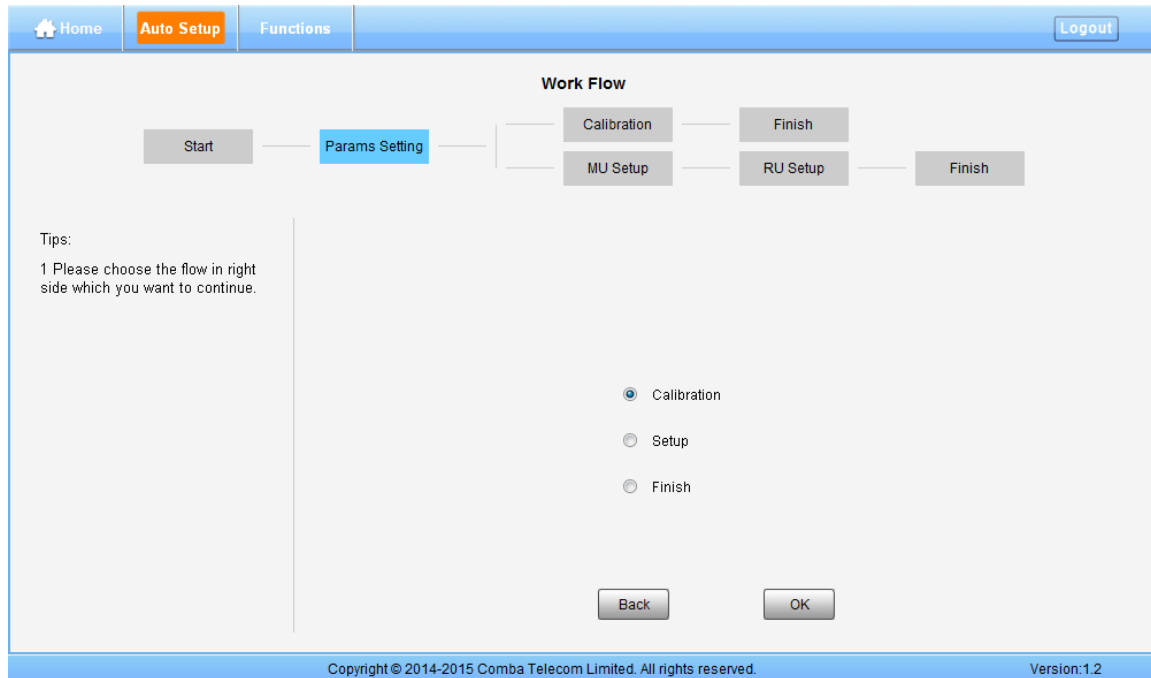 Home Auto Setup Functions Logout
Work Flow
Calibration Finish
Start Params Setting
MU Setup RU Setup Finish
Tips:
1 Please choose the flow in right
side which you want to continue.
Calibration
Setup
Finish
Back OK
Copyright © 2014-2015 Comba Telecom Limited. All rights reserved. Version:1.2